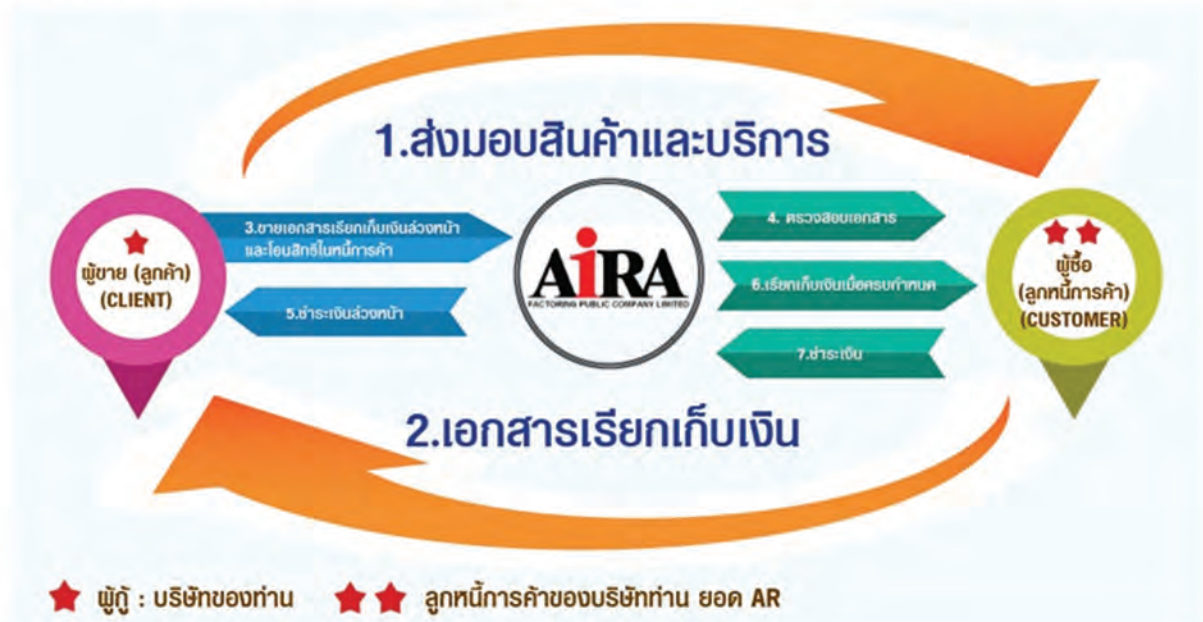 1.ส่งมอบสินค้าและบริการ
ผู้ขาย (ลูกค้า)
(CLIENT)
3.ขายเอกสารเรียกเก็บเงินล่วงหน้า
และโอนสิทธิในหนี้การค้า
5.ชำระเงินล่วงหน้า
AiRA
FACTORING PUBLIC COMPANY LIMITED
4. ตรวจสอบเอกสาร
6.เรียกเก็บเงินเมื่อครบกำหนด
7.ชำระเงิน
ผู้ซื้อ
(ลูกหนี้การค้า)
(CUSTOMER)
2.เอกสารเรียกเก็บเงิน
ผู้กู้ : บริษัทของท่าน
ลูกหนี้การค้าของบริษัทท่าน ยอด AR